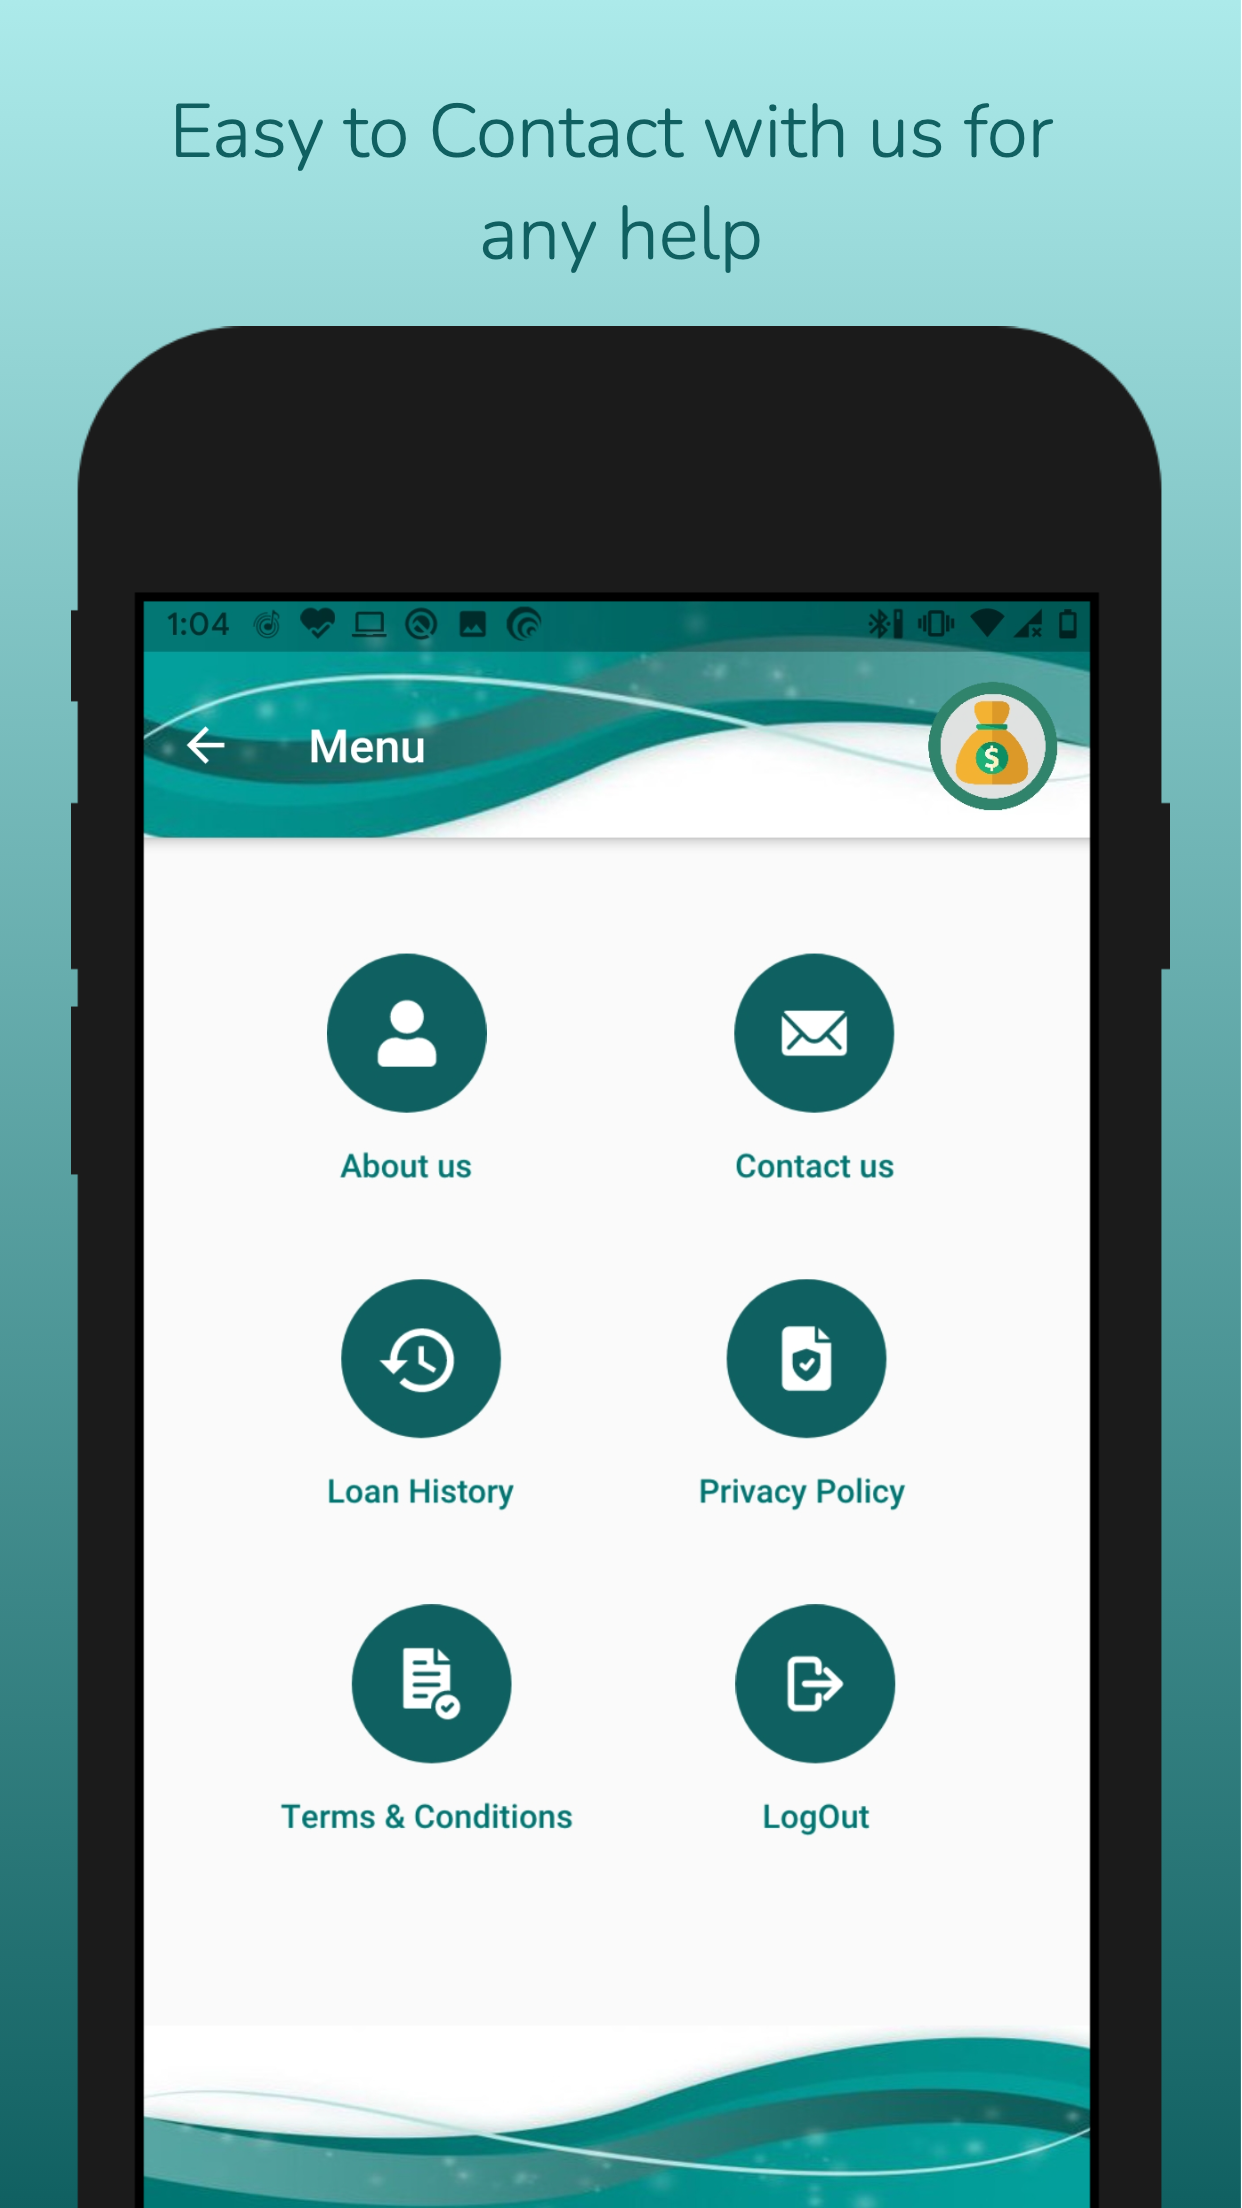 Easy to Contact with us for
any help
1:04
Menu
$
About us
Contact us
Loan History
Privacy Policy
Terms & Conditions
LogOut